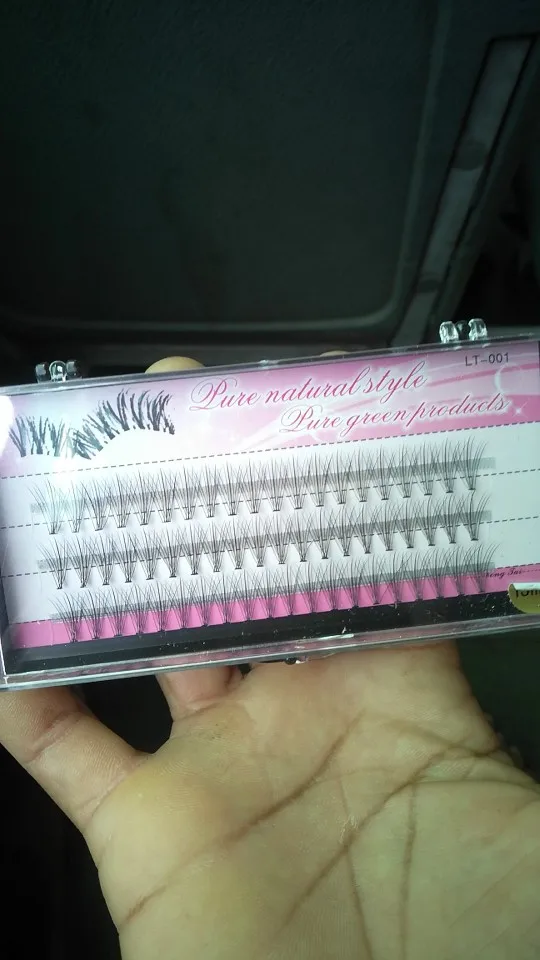 LT-001
Pure natural style
Pure green products